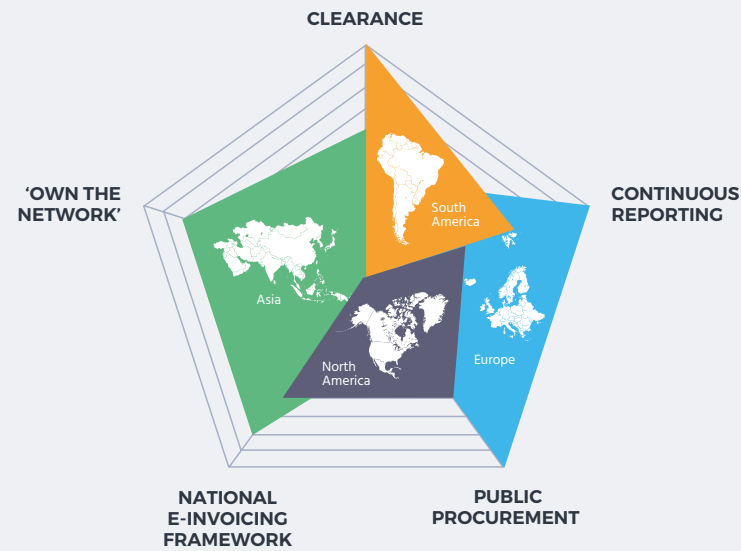 CLEARANCE
‘OWN THE
NETWORK’
CONTINUOUS
REPORTING
South
America
Asia
North
America
Europe
NATIONAL
E-INVOICING
FRAMEWORK
PUBLIC
PROCUREMENT